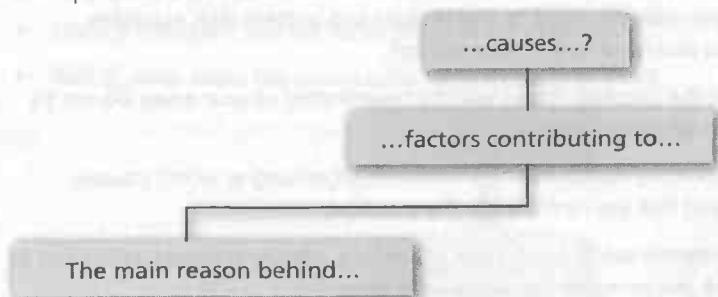 ...causes...?
...factors contributing to...
The main reason behind...